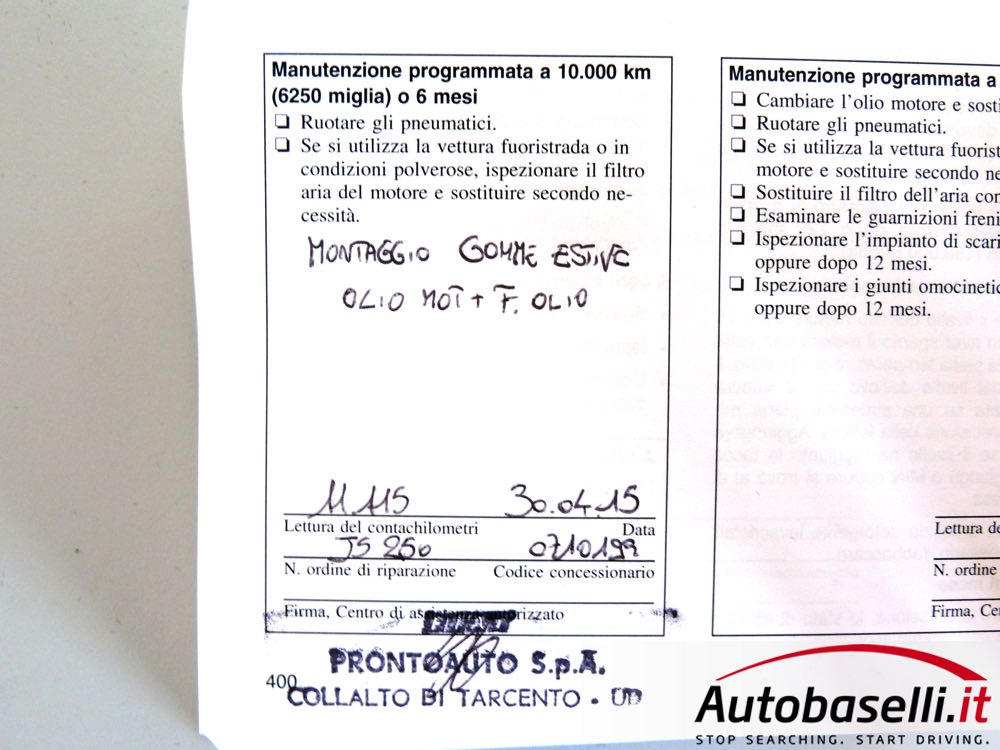 Manutenzione programmata a 10.000 km
(6250 miglia) o 6 mesi
❏ Ruotare gli pneumatici.
❏ Se si utilizza la vettura fuoristrada o in
condizioni polverose, ispezionare il filtro
aria del motore e sostituire secondo ne-
cessità.
MONTAGGIO GOMME ESTIVE
OLIO MOT + F. OLIO
11 115 30.04.15
Lettura del contachilometri Data
JS 250 0710199
N. ordine di riparazione Codice concessionario
Firma, Centro di assistenza autorizzato
PRONTOAUTO S.p.A.
COLLALTO DI TARCENTO - UD
400
Manutenzione programmata a
❏ Cambiare l'olio motore e sosti
❏ Ruotare gli pneumatici.
❏ Se si utilizza la vettura fuorist
motore e sostituire secondo ne
❏ Sostituire il filtro dell'aria con
❏ Esaminare le guarnizioni freni
❏ Ispezionare l'impianto di scari
oppure dopo 12 mesi.
❏ Ispezionare i giunti omocinetic
oppure dopo 12 mesi.
Lettura de
N. ordine
Firma, Ce
Autobaselli.it
STOP SEARCHING. START DRIVING.